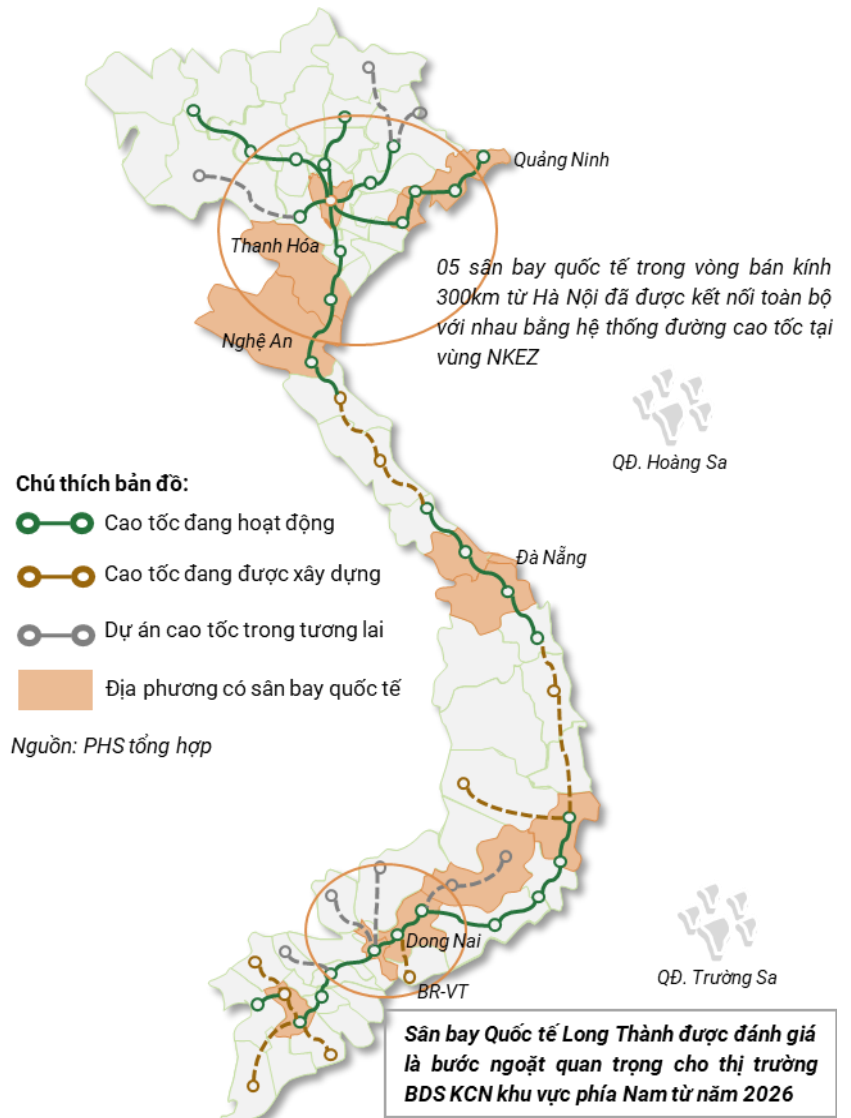 Quảng Ninh
Thanh Hóa
05 sân bay quốc tế trong vòng bán kính
300km từ Hà Nội đã được kết nối toàn bộ
với nhau bằng hệ thống đường cao tốc tại
vùng NKEZ
Nghệ An
QĐ. Hoàng Sa
Chú thích bản đồ:
Cao tốc đang hoạt động
Cao tốc đang được xây dựng
Dự án cao tốc trong tương lai
Địa phương có sân bay quốc tế
Nguồn: PHS tổng hợp
Đà Nẵng
Dong Nai
BR-VT
QĐ. Trường Sa
Sân bay Quốc tế Long Thành được đánh giá
là bước ngoặt quan trọng cho thị trường
BDS KCN khu vực phía Nam từ năm 2026